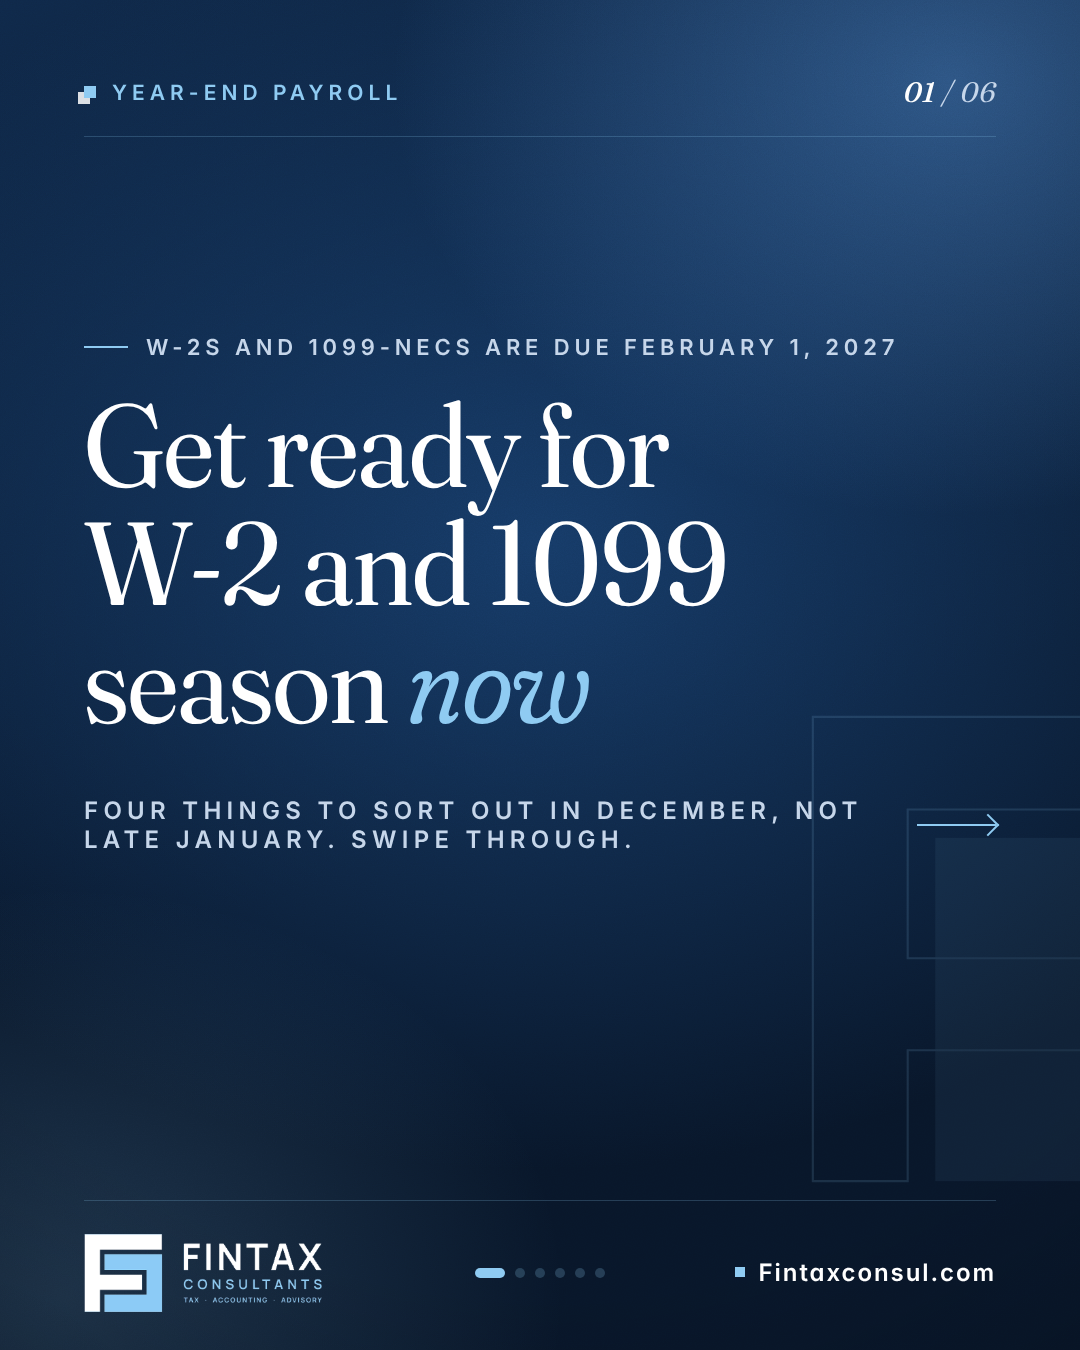 YEAR-END PAYROLL
01 / 06
W-2S AND 1099-NECS ARE DUE FEBRUARY 1, 2027
Get ready for
W-2 and 1099
season now
FOUR THINGS TO SORT OUT IN DECEMBER, NOT
LATE JANUARY. SWIPE THROUGH.
FINTAX
CONSULTANTS
TAX · ACCOUNTING · ADVISORY
Fintaxconsul.com